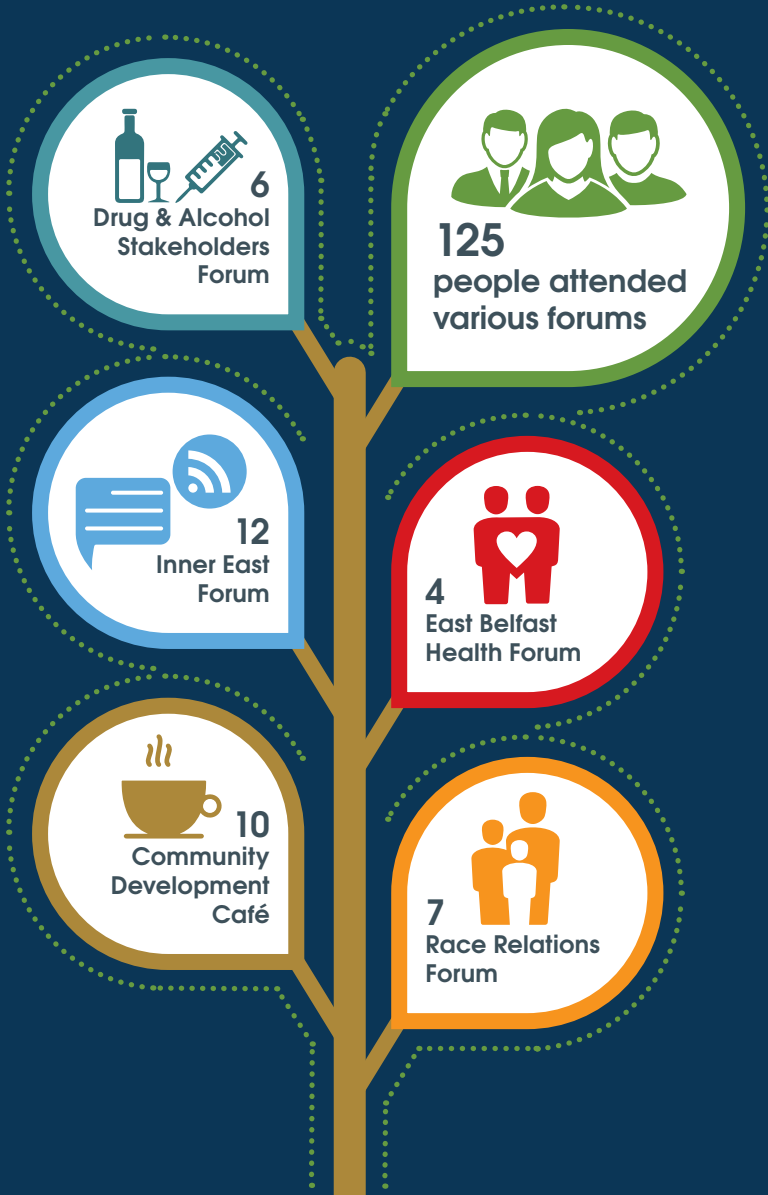 6
Drug & Alcohol
Stakeholders
Forum
125
people attended
various forums
12
Inner East
Forum
4
East Belfast
Health Forum
10
Community
Development
Café
7
Race Relations
Forum